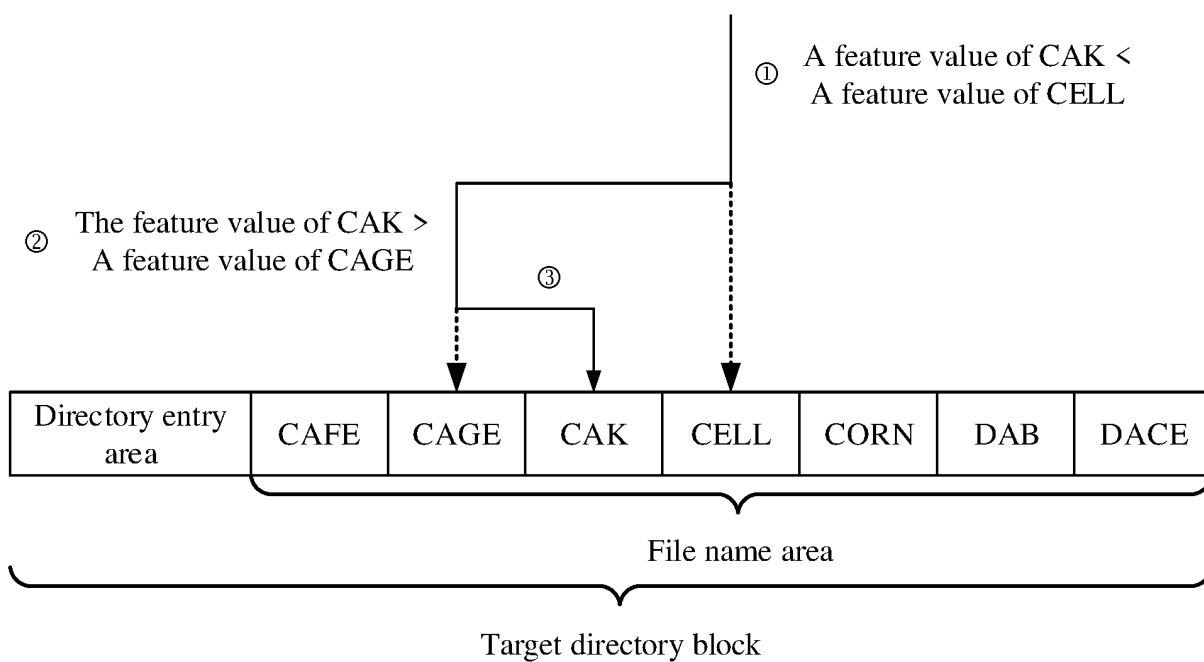 ① A feature value of CAK <
A feature value of CELL
② The feature value of CAK >
A feature value of CAGE
③
Directory entry
area
CAFE CAGE CAK CELL CORN DAB DACE
File name area
Target directory block